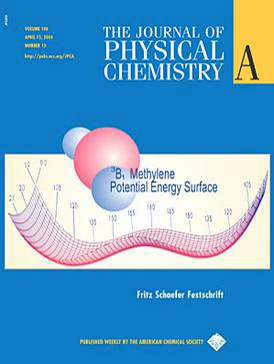 VOLUME 108
APRIL 15, 2004
NUMBER 15
http://pubs.acs.org/JPCA
THE JOURNAL OF
PHYSICAL
CHEMISTRY
A
³B₁ Methylene
Potential Energy Surface
Fritz Schaefer Festschrift
PUBLISHED WEEKLY BY THE AMERICAN CHEMICAL SOCIETY